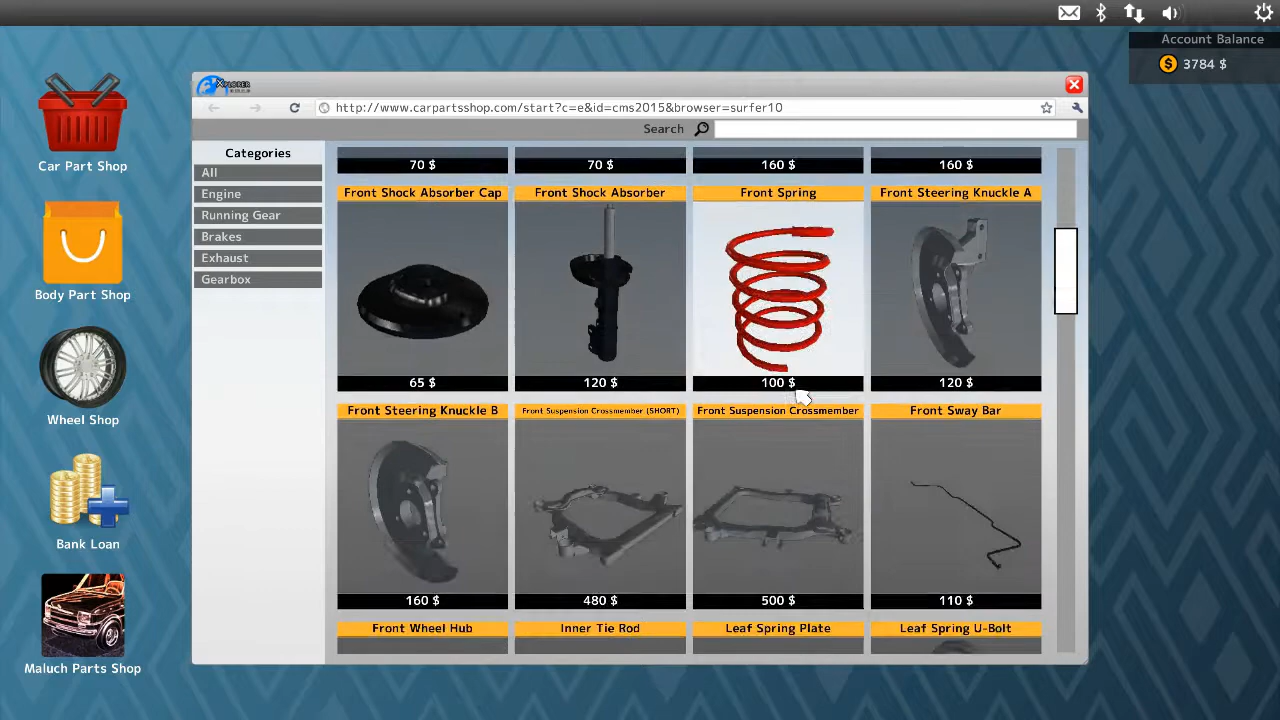 Account Balance
3784 $
XPLORER
http://www.carpartsshop.com/start?c=e&id=cms2015&browser=surfer10
Search
Categories
All
Engine
Running Gear
Brakes
Exhaust
Gearbox
70 $ 70 $ 160 $ 160 $
Front Shock Absorber Cap Front Shock Absorber Front Spring Front Steering Knuckle A
65 $ 120 $ 100 $ 120 $
Front Steering Knuckle B Front Suspension Crossmember (SHORT) Front Suspension Crossmember Front Sway Bar
160 $ 480 $ 500 $ 110 $
Front Wheel Hub Inner Tie Rod Leaf Spring Plate Leaf Spring U-Bolt
Car Part Shop
Body Part Shop
Wheel Shop
Bank Loan
Maluch Parts Shop